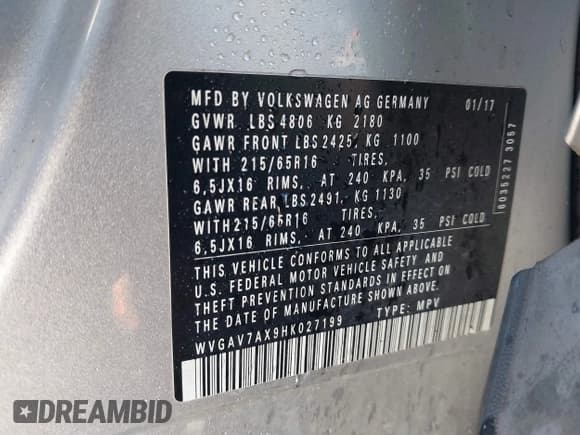 MFD BY VOLKSWAGEN AG GERMANY 01/17
GVWR LBS 4806 KG 2180
GAWR FRONT LBS 2425 KG 1100
WITH 215/65R16 TIRES,
6,5JX16 RIMS, AT 240 KPA, 35 PSI COLD
GAWR REAR LBS 2491, KG 1130
WITH 215/65R16 TIRES,
6,5JX16 RIMS, AT 240 KPA, 35 PSI COLD
THIS VEHICLE CONFORMS TO ALL APPLICABLE
U.S. FEDERAL MOTOR VEHICLE SAFETY AND
THEFT PREVENTION STANDARDS IN EFFECT ON
THE DATE OF MANUFACTURE SHOWN ABOVE.
WVGAV7AX9HK027199 TYPE: MPV
6035227 3057
DREAMBID